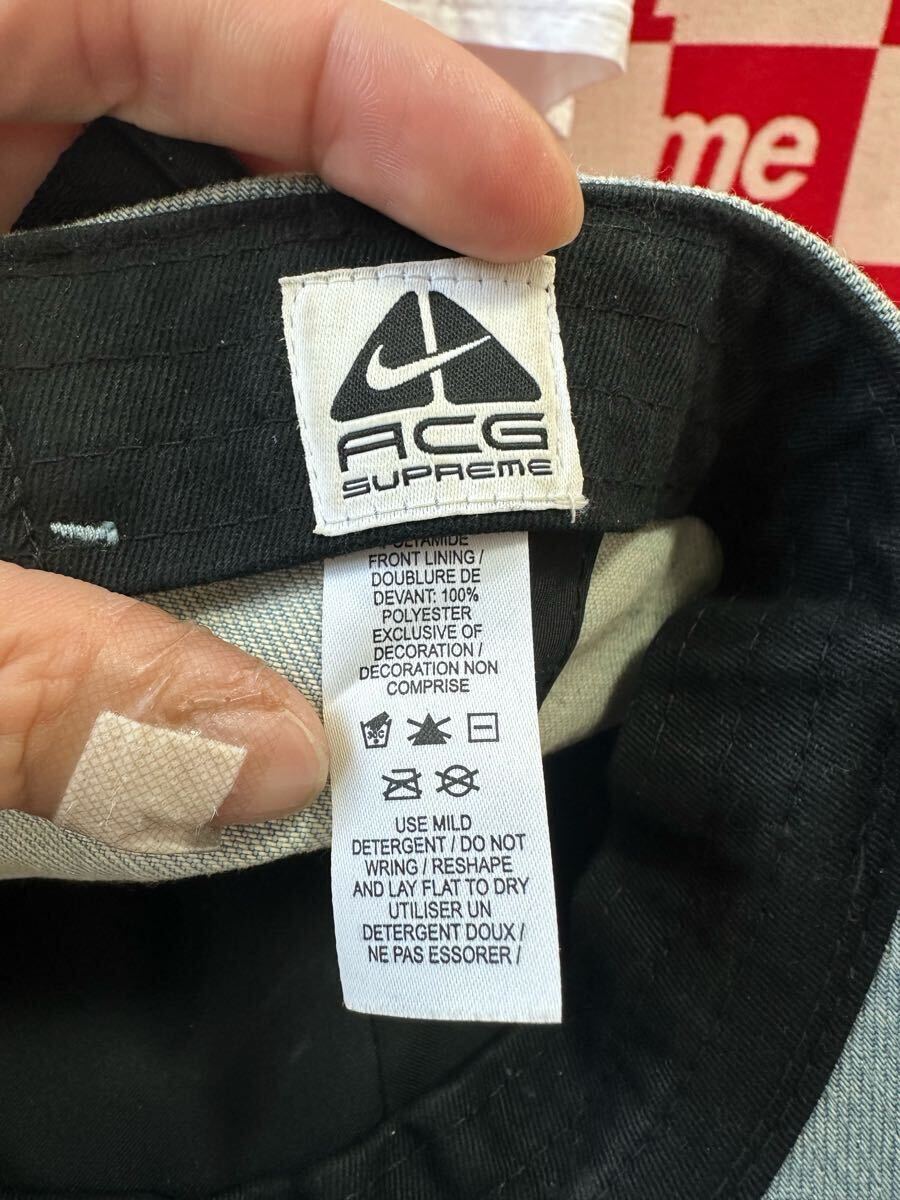 me
ACG
SUPREME
POLYAMIDE
FRONT LINING /
DOUBLURE DE
DEVANT: 100%
POLYESTER
EXCLUSIVE OF
DECORATION /
DECORATION NON
COMPRISE
USE MILD
DETERGENT / DO NOT
WRING / RESHAPE
AND LAY FLAT TO DRY
UTILISER UN
DETERGENT DOUX /
NE PAS ESSORER /